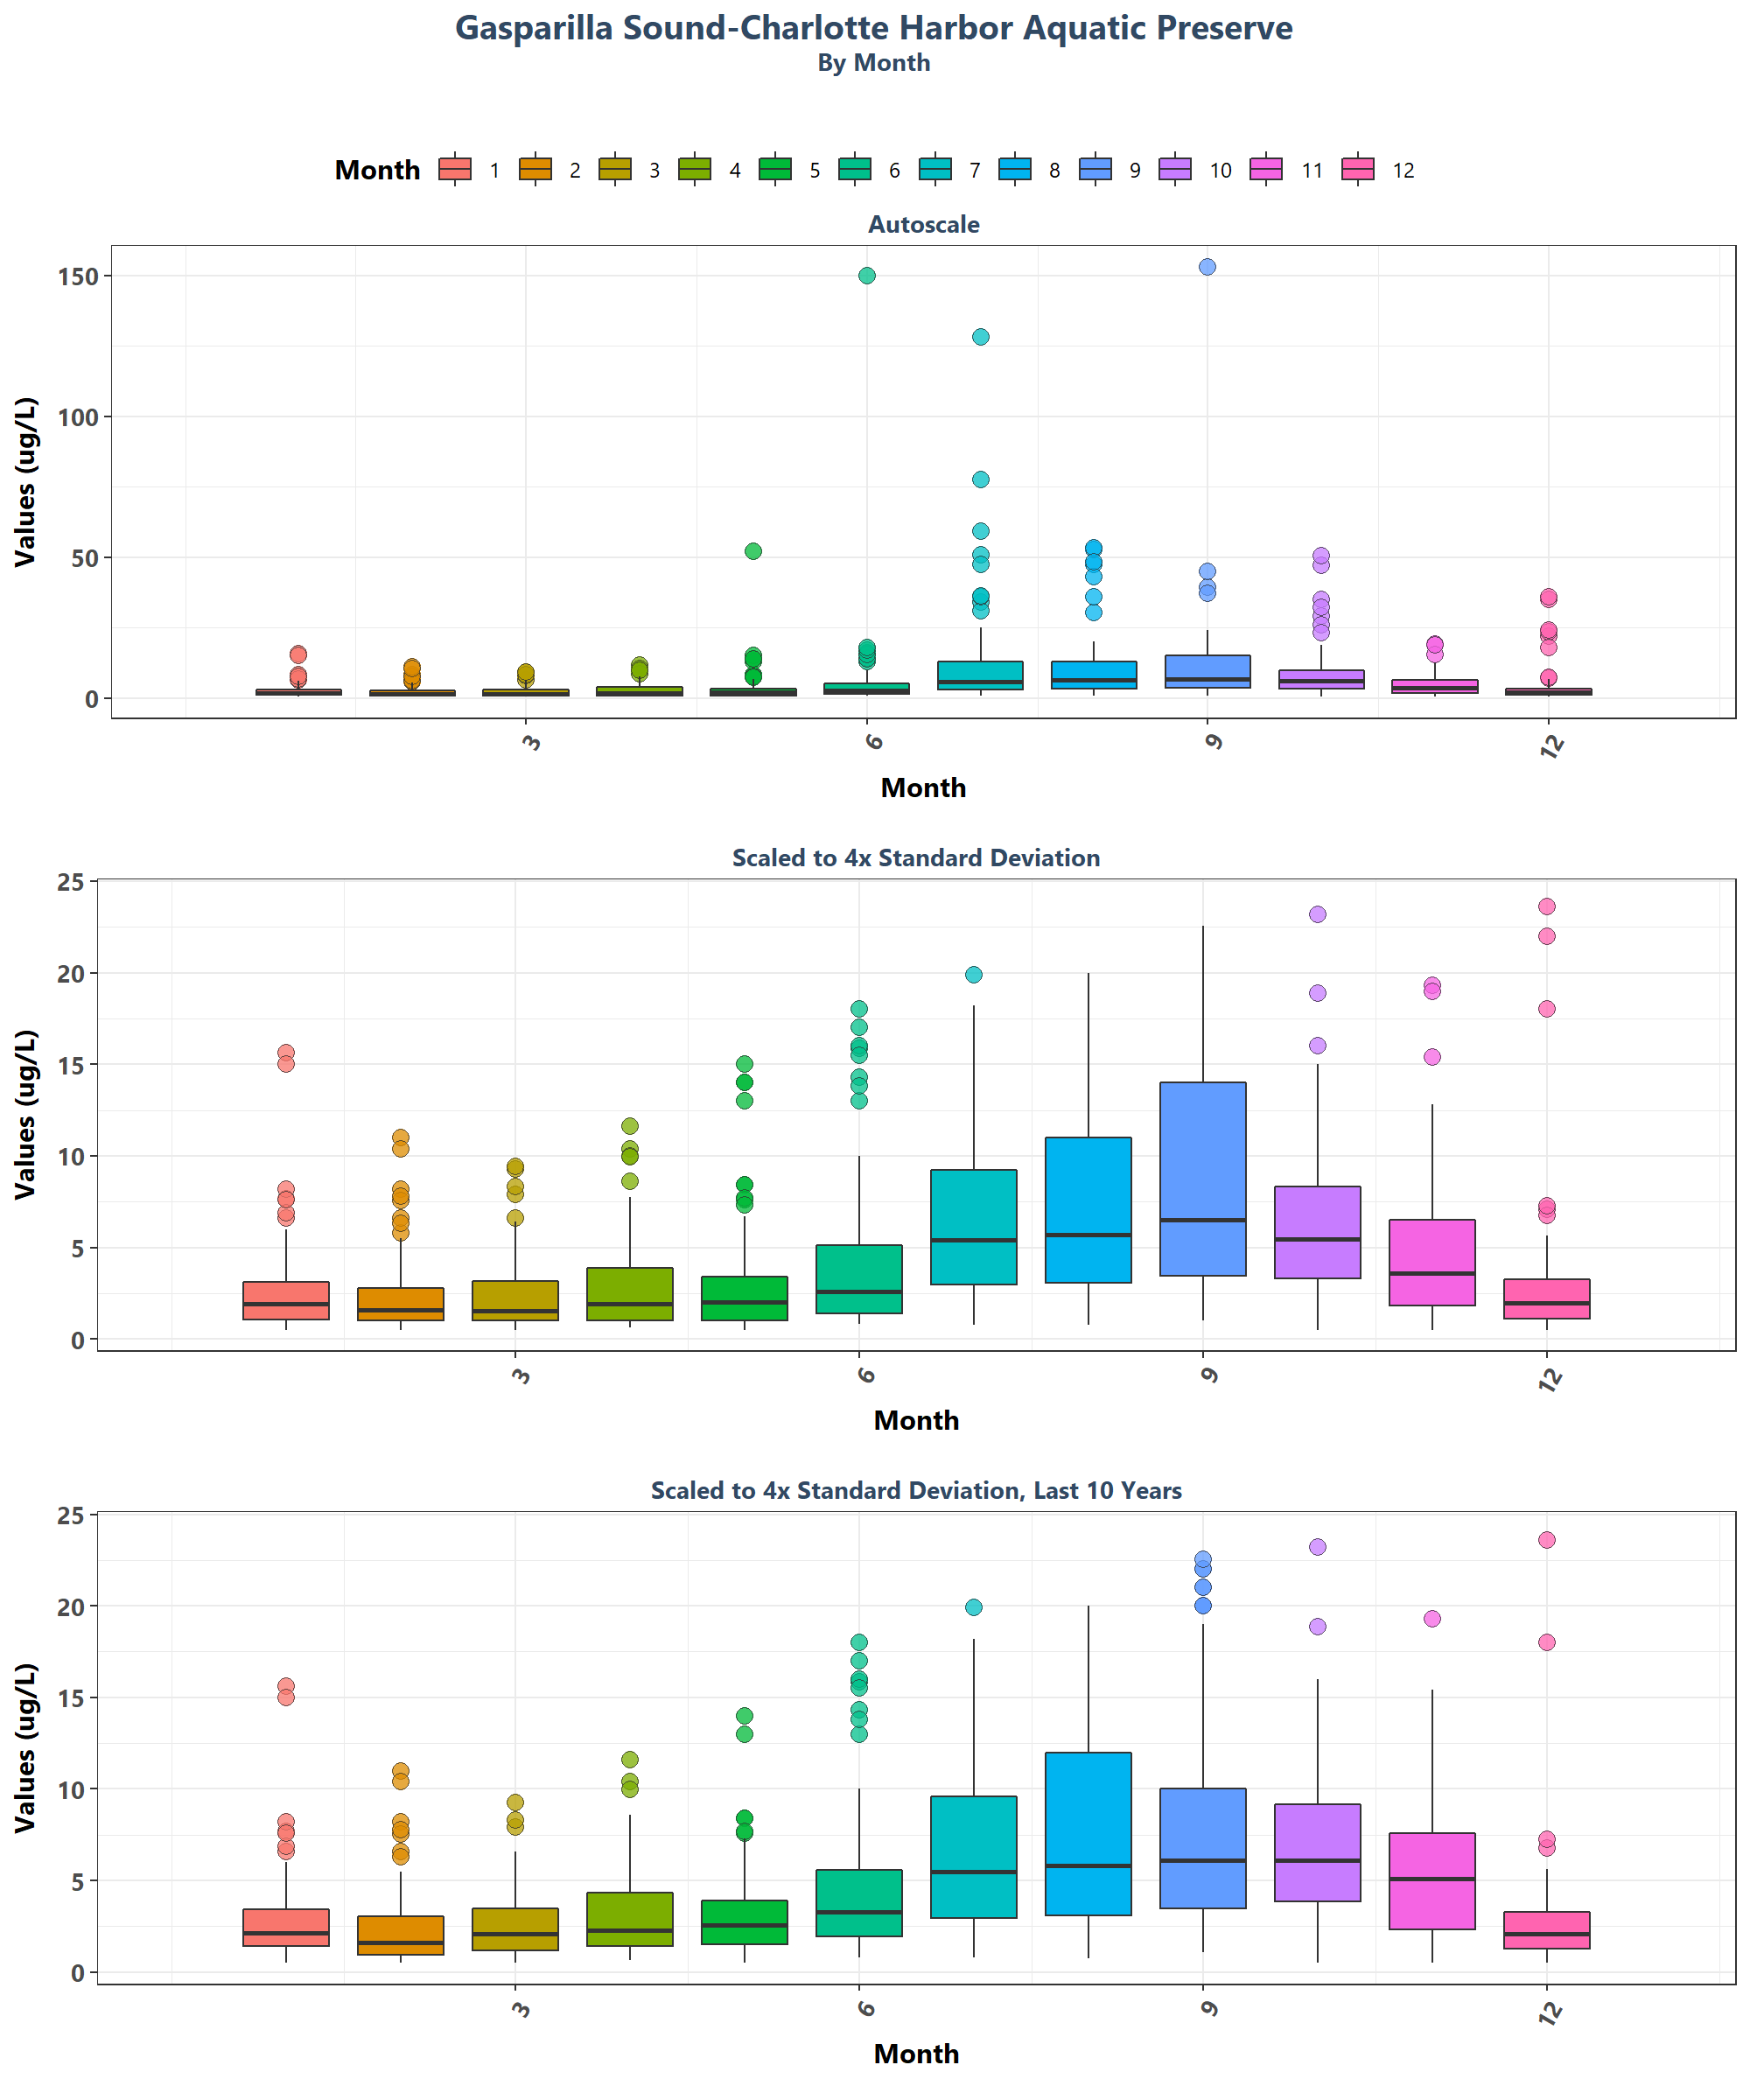 Gasparilla Sound-Charlotte Harbor Aquatic Preserve
By Month
Month 1 2 3 4 5 6 7 8 9 10 11 12
Autoscale
150
100
50
0
Values (ug/L)
3 6 9 12
Month
Scaled to 4x Standard Deviation
25
20
15
10
5
0
Values (ug/L)
3 6 9 12
Month
Scaled to 4x Standard Deviation, Last 10 Years
25
20
15
10
5
0
Values (ug/L)
3 6 9 12
Month